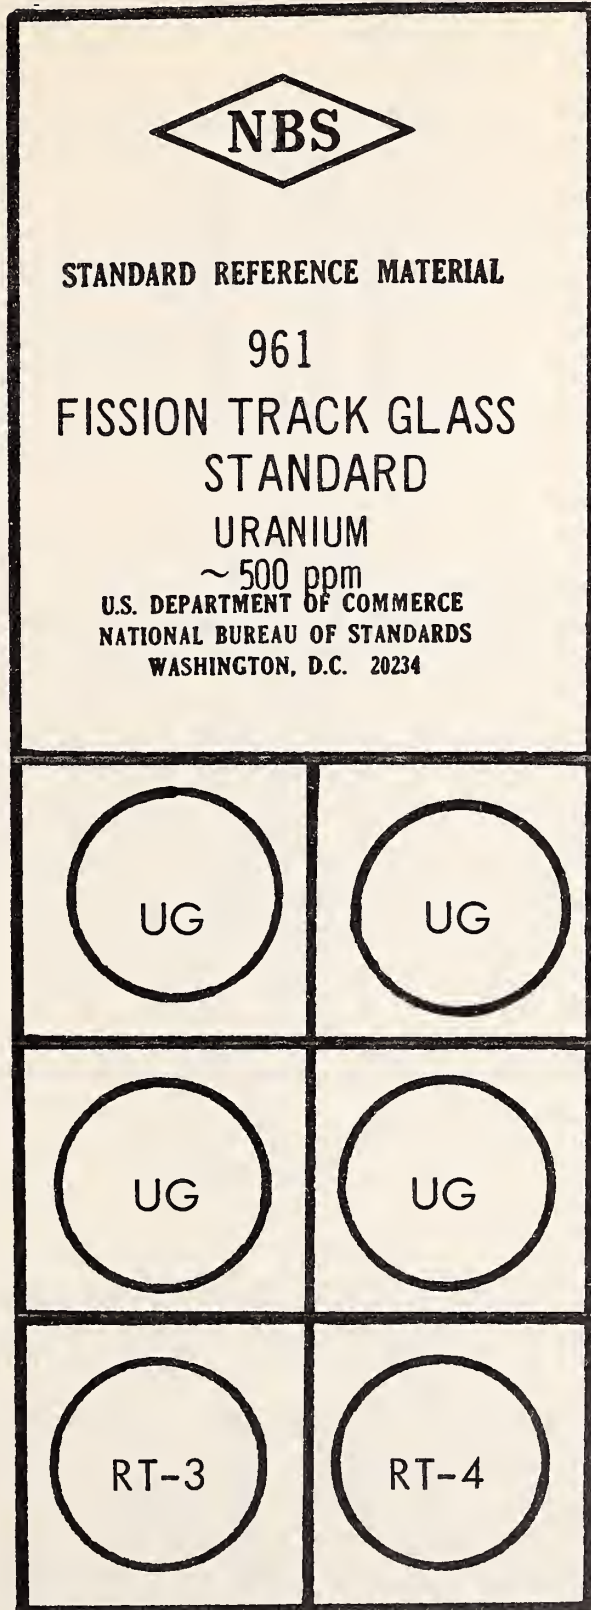 NBS
STANDARD REFERENCE MATERIAL
961
FISSION TRACK GLASS
STANDARD
URANIUM
~ 500 ppm
U.S. DEPARTMENT OF COMMERCE
NATIONAL BUREAU OF STANDARDS
WASHINGTON, D.C. 20234
UG UG
UG UG
RT-3 RT-4